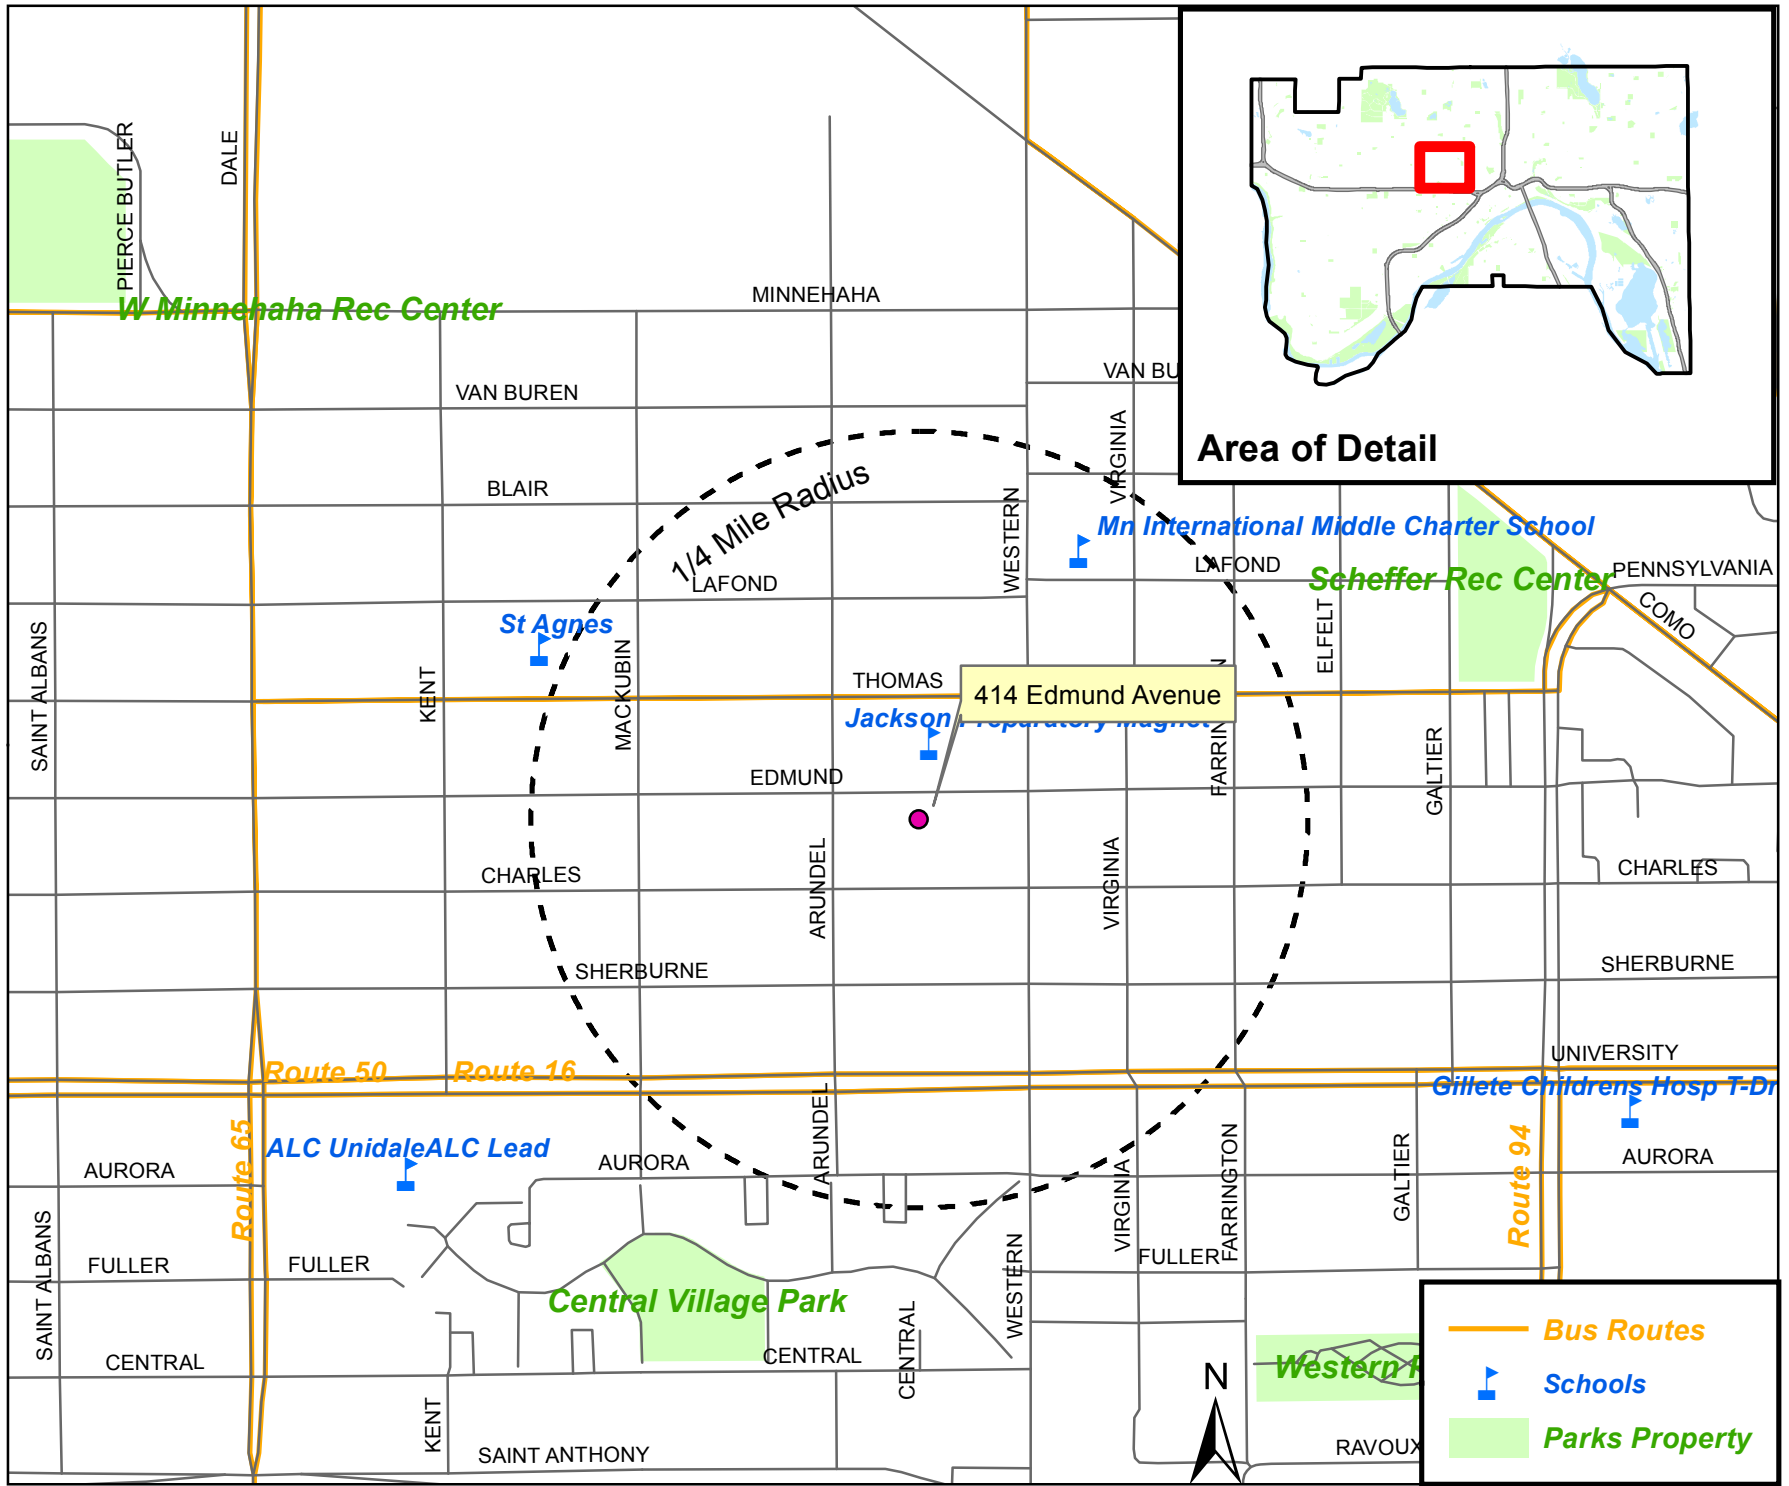 Area of Detail
PIERCE BUTLER
DALE
W Minnehaha Rec Center
MINNEHAHA
VAN BUREN
VAN BU
VIRGINIA
BLAIR
1/4 Mile Radius
WESTERN
Mn International Middle Charter School
LAFOND
LAFOND
Scheffer Rec Center
PENNSYLVANIA
COMO
St Agnes
SAINT ALBANS
KENT
MACKUBIN
ELFELT
THOMAS
414 Edmund Avenue
Jackson Preparatory Magnet
GALTIER
EDMUND
CHARLES
ARUNDEL
VIRGINIA
CHARLES
SHERBURNE
SHERBURNE
UNIVERSITY
Route 50
Route 16
Gillete Childrens Hosp T-Dr
Route 65
ALC UnidaleALC Lead
ARUNDEL
AURORA
AURORA
VIRGINIA
FARRINGTON
GALTIER
Route 94
AURORA
SAINT ALBANS
FULLER
FULLER
WESTERN
FULLER
Central Village Park
CENTRAL
CENTRAL
CENTRAL
Western
N
KENT
SAINT ANTHONY
RAVOUX
Bus Routes
Schools
Parks Property